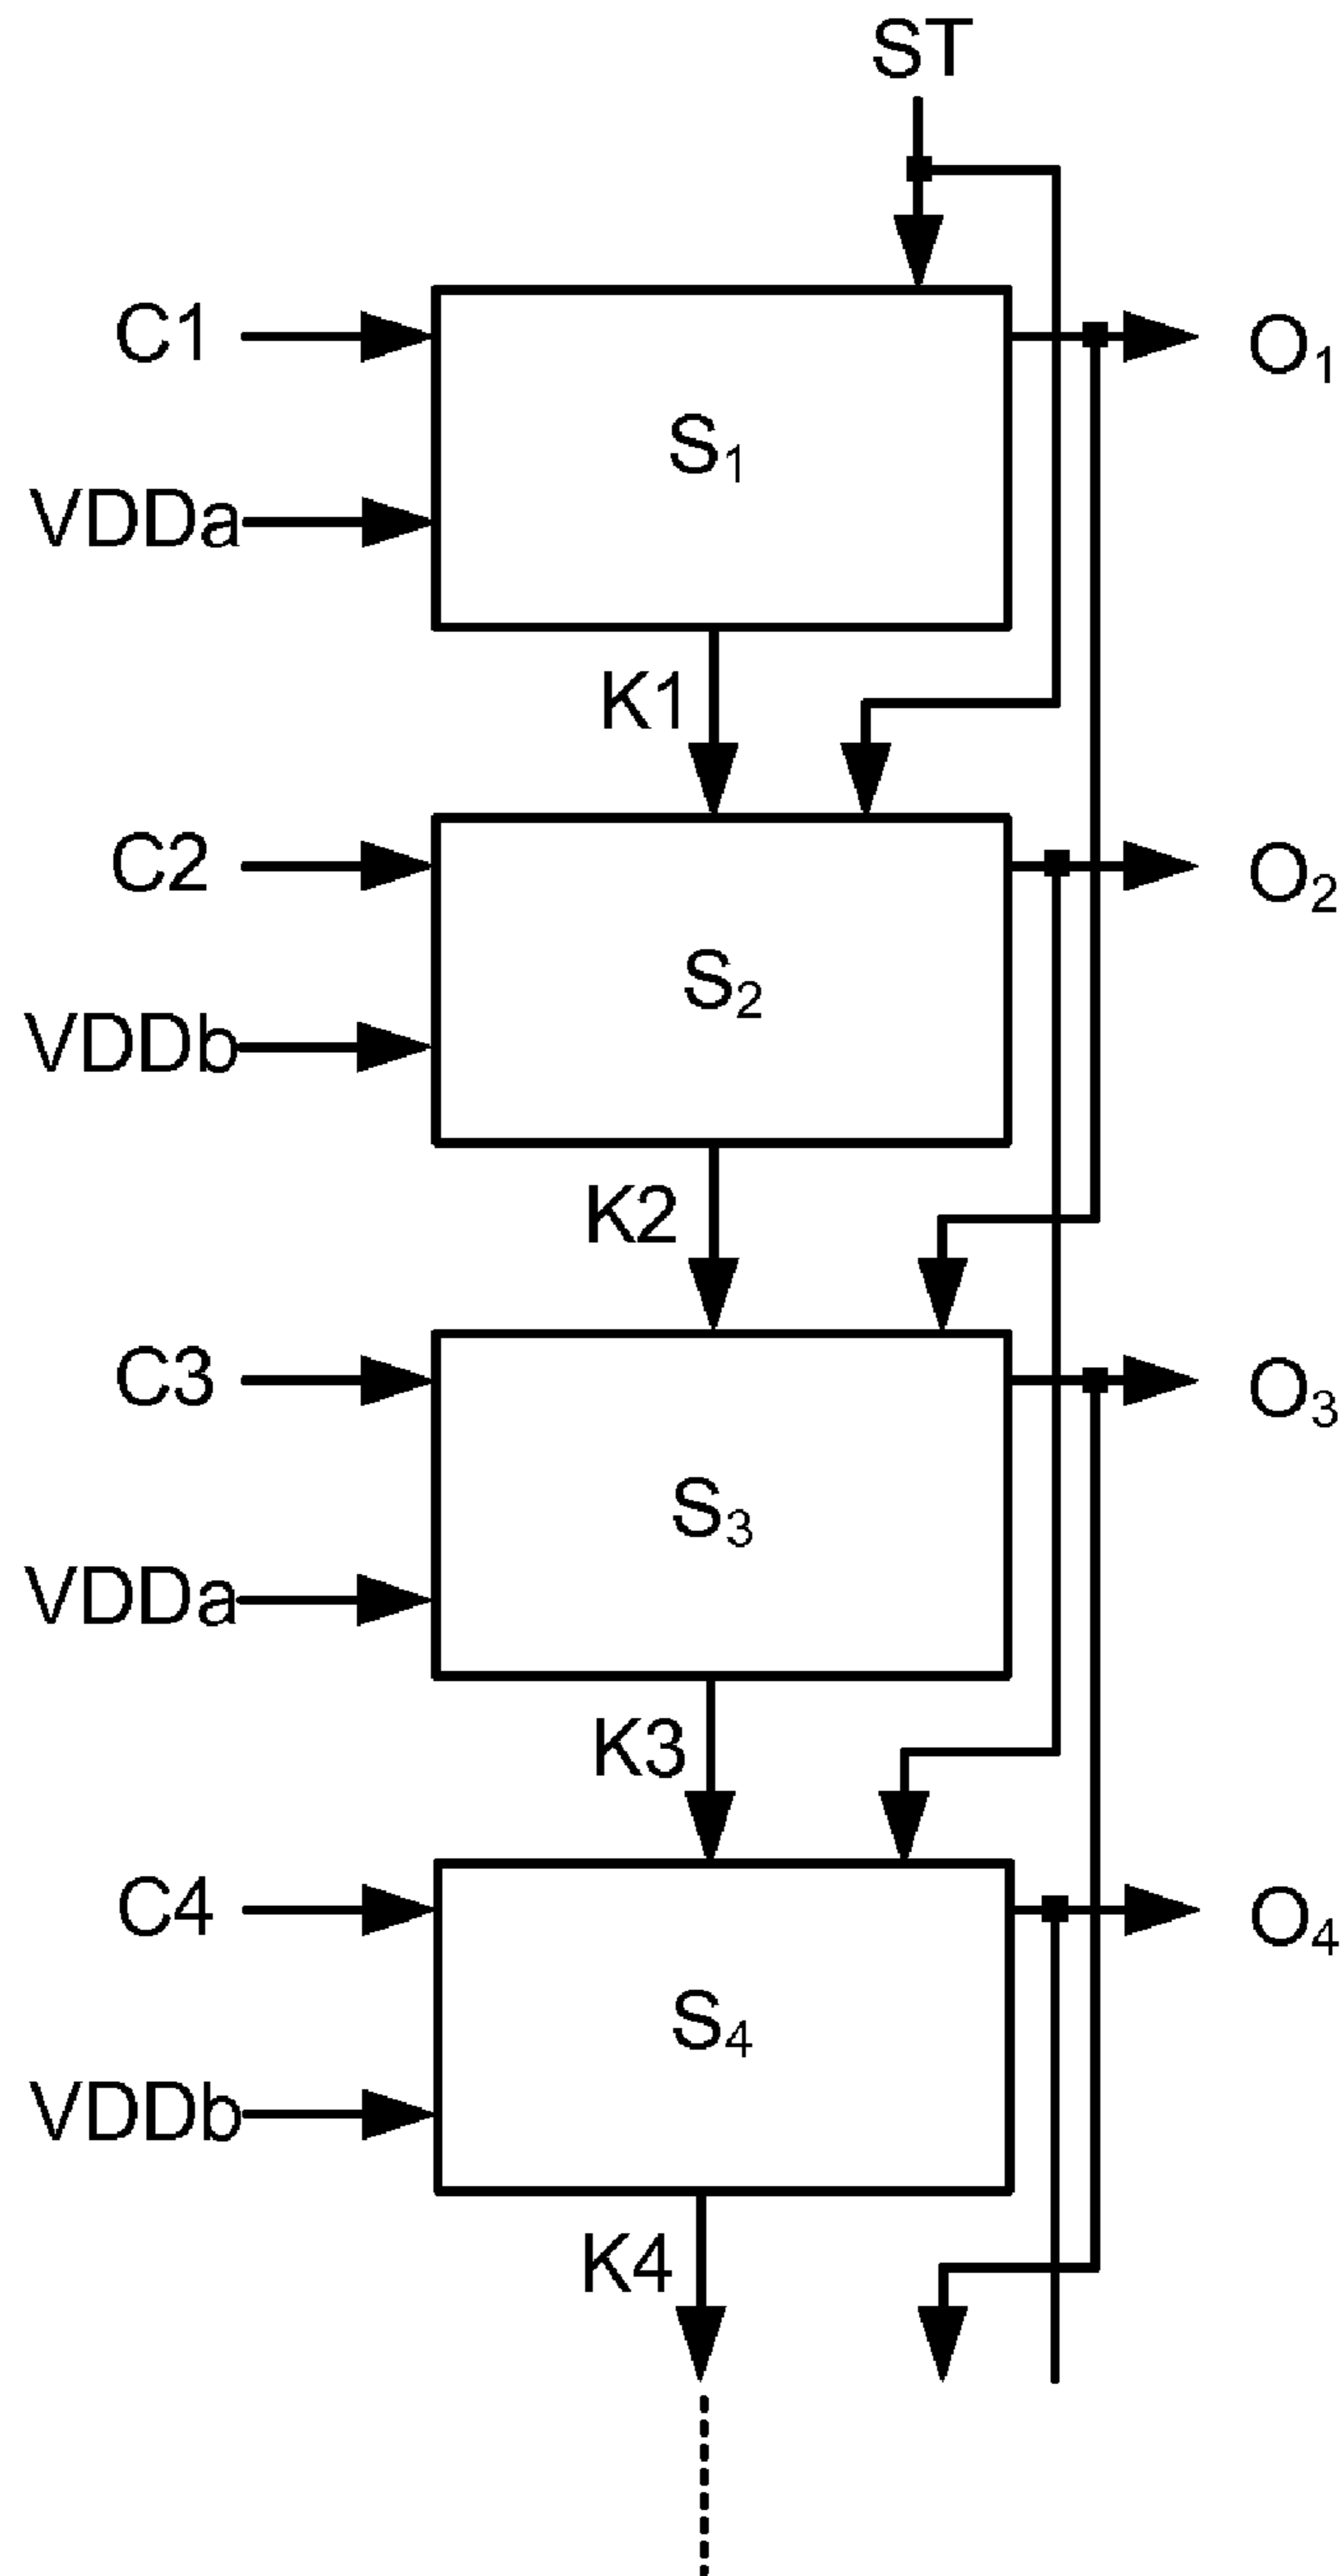 ST
C1
O₁
S₁
VDDa
K1
C2
O₂
S₂
VDDb
K2
C3
O₃
S₃
VDDa
K3
C4
O₄
S₄
VDDb
K4